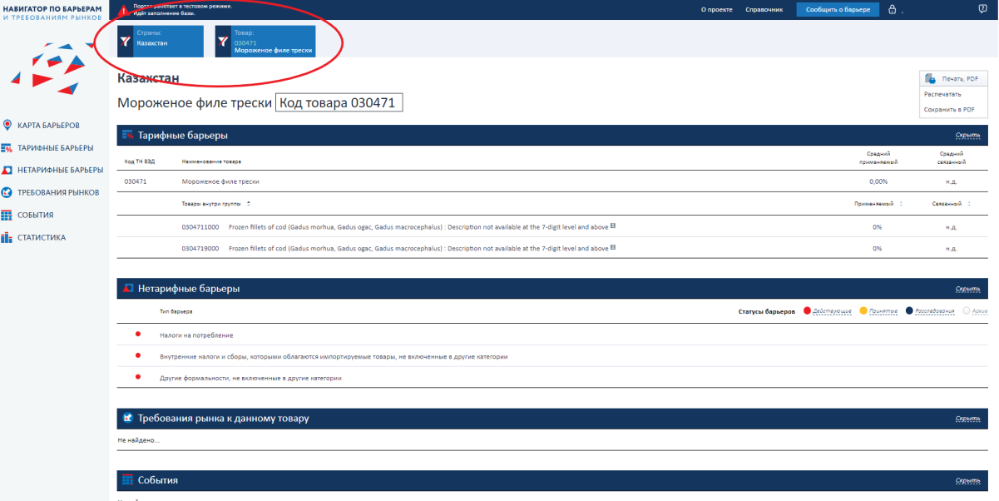 НАВИГАТОР ПО БАРЬЕРАМ
И ТРЕБОВАНИЯМ РЫНКОВ
Портал работает в тестовом режиме.
Идёт заполнение базы.
О проекте
Справочник
Сообщить о барьере
Страны:
Казахстан
Товар:
030471
Мороженое филе трески
КАРТА БАРЬЕРОВ
ТАРИФНЫЕ БАРЬЕРЫ
НЕТАРИФНЫЕ БАРЬЕРЫ
ТРЕБОВАНИЯ РЫНКОВ
СОБЫТИЯ
СТАТИСТИКА
Казахстан
Мороженое филе трески Код товара 030471
Печать, PDF
Распечатать
Сохранить в PDF
Тарифные барьеры Скрыть
Код ТН ВЭД Наименование товара Средний применяемый Средний связанный
030471 Мороженое филе трески 0,00% н.д.
Товары внутри группы Применяемый Связанный
0304711000 Frozen fillets of cod (Gadus morhua, Gadus ogac, Gadus macrocephalus) : Description not available at the 7-digit level and above 0% н.д.
0304719000 Frozen fillets of cod (Gadus morhua, Gadus ogac, Gadus macrocephalus) : Description not available at the 7-digit level and above 0% н.д.
Нетарифные барьеры Скрыть
Тип барьера Статусы барьеров Действующие Принятые Расследования Архив
Налоги на потребление
Внутренние налоги и сборы, которыми облагаются импортируемые товары, не включенные в другие категории
Другие формальности, не включенные в другие категории
Требования рынка к данному товару Скрыть
Не найдено...
События Скрыть